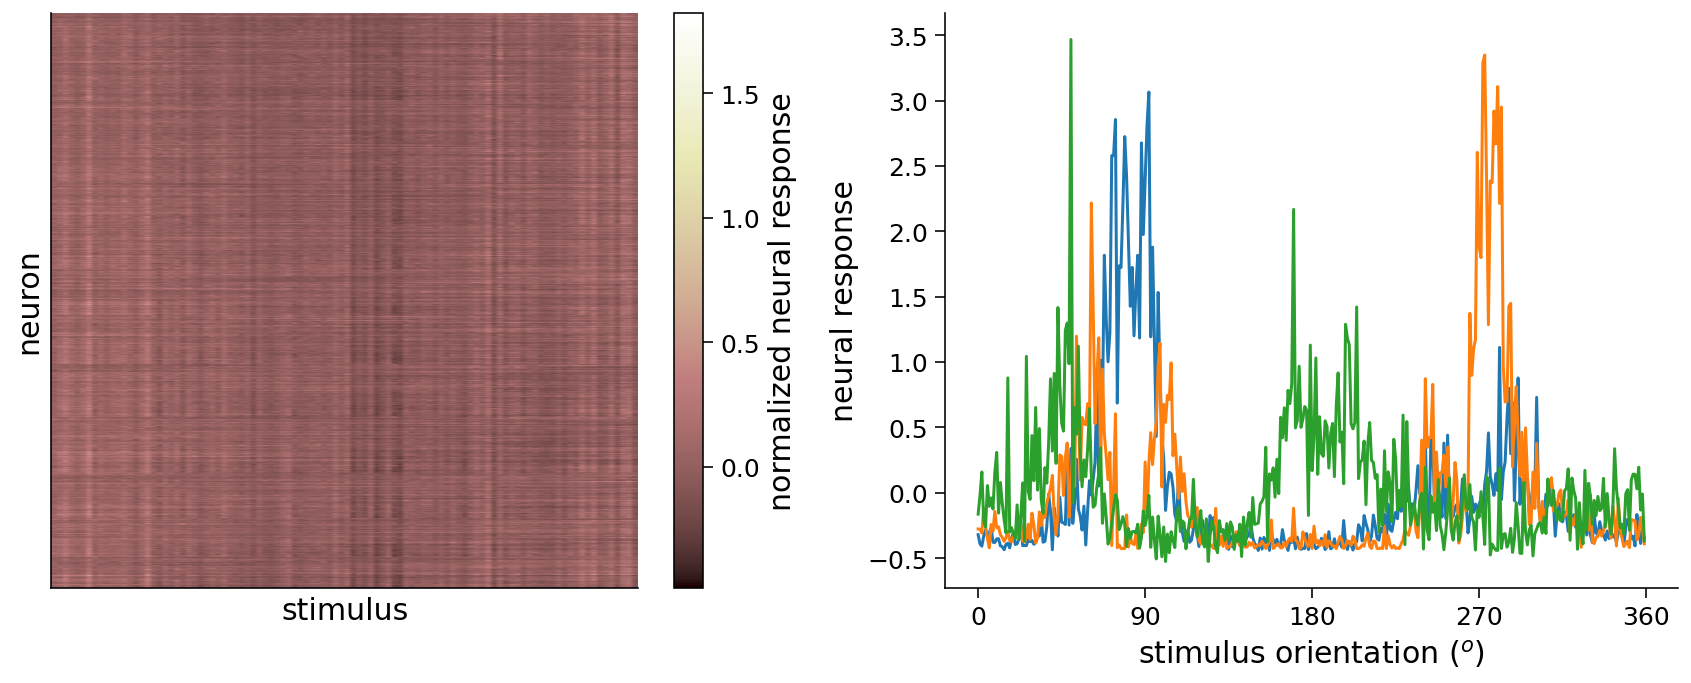 neuron
stimulus
1.5
1.0
0.5
0.0
normalized neural response
neural response
3.5
3.0
2.5
2.0
1.5
1.0
0.5
0.0
−0.5
0 90 180 270 360
stimulus orientation (o)